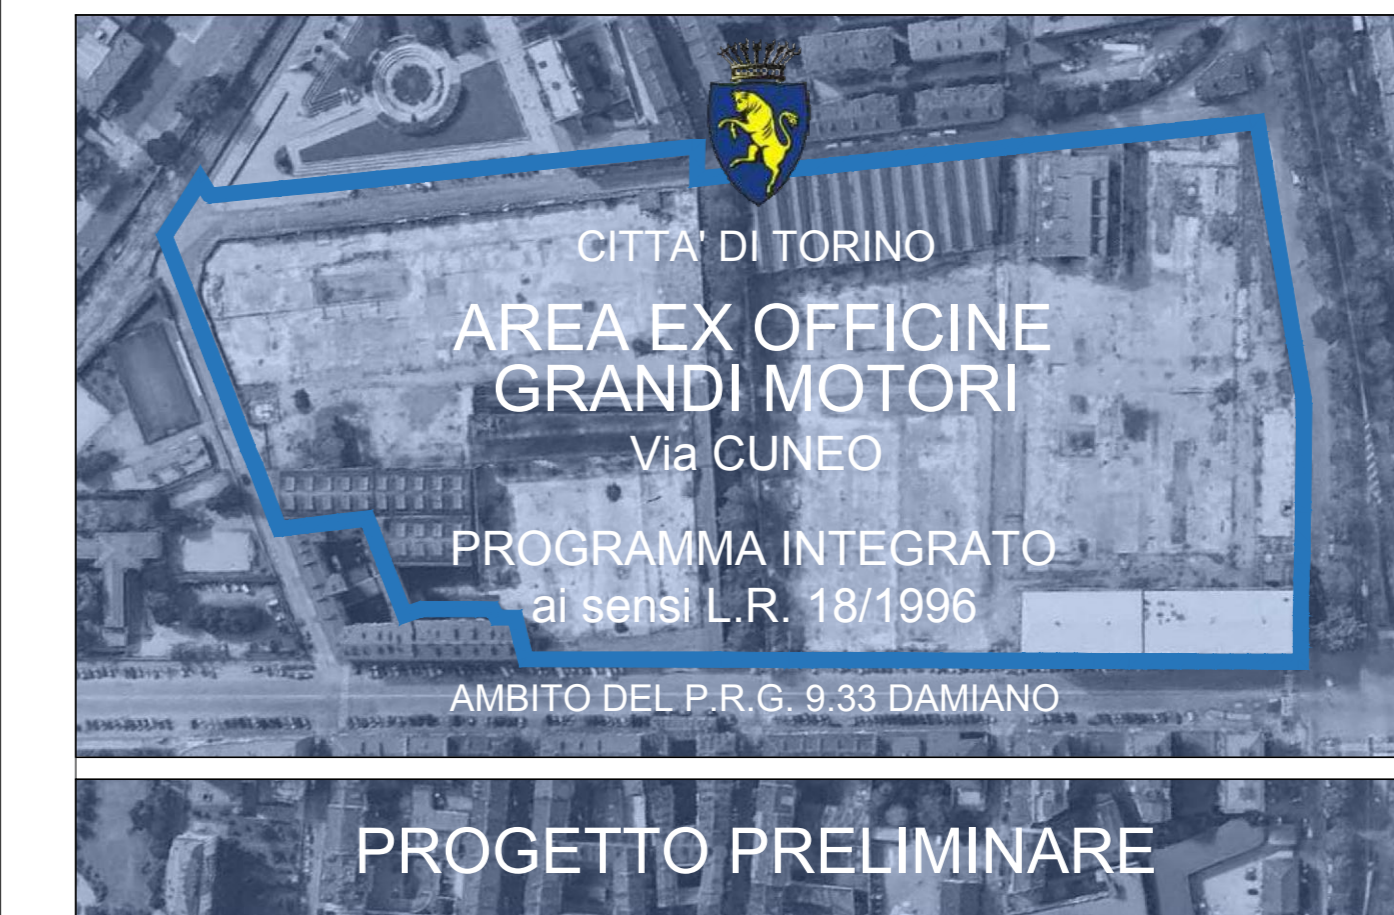 CITTA' DI TORINO
AREA EX OFFICINE
GRANDI MOTORI
Via CUNEO
PROGRAMMA INTEGRATO
ai sensi L.R. 18/1996
AMBITO DEL P.R.G. 9.33 DAMIANO
PROGETTO PRELIMINARE